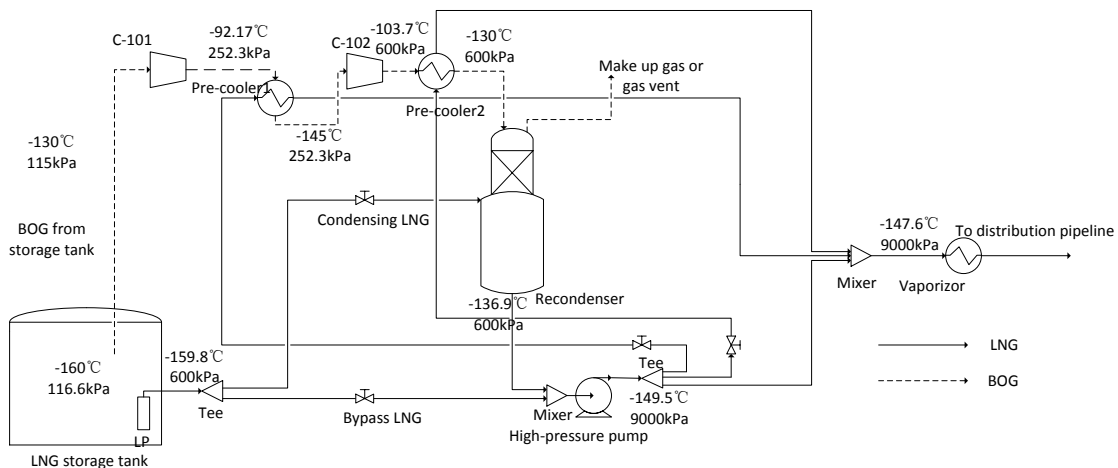 C-101
-92.17℃
252.3kPa
Pre-cooler1
C-102
-103.7℃
600kPa
-130℃
600kPa
Pre-cooler2
Make up gas or
gas vent
-130℃
115kPa
-145℃
252.3kPa
BOG from
storage tank
Condensing LNG
-147.6℃
9000kPa
To distribution pipeline
Mixer
Vaporizor
Recondenser
-136.9℃
600kPa
-160℃
116.6kPa
-159.8℃
600kPa
Tee
LP
LNG storage tank
Bypass LNG
Mixer
High-pressure pump
Tee
-149.5℃
9000kPa
LNG
BOG